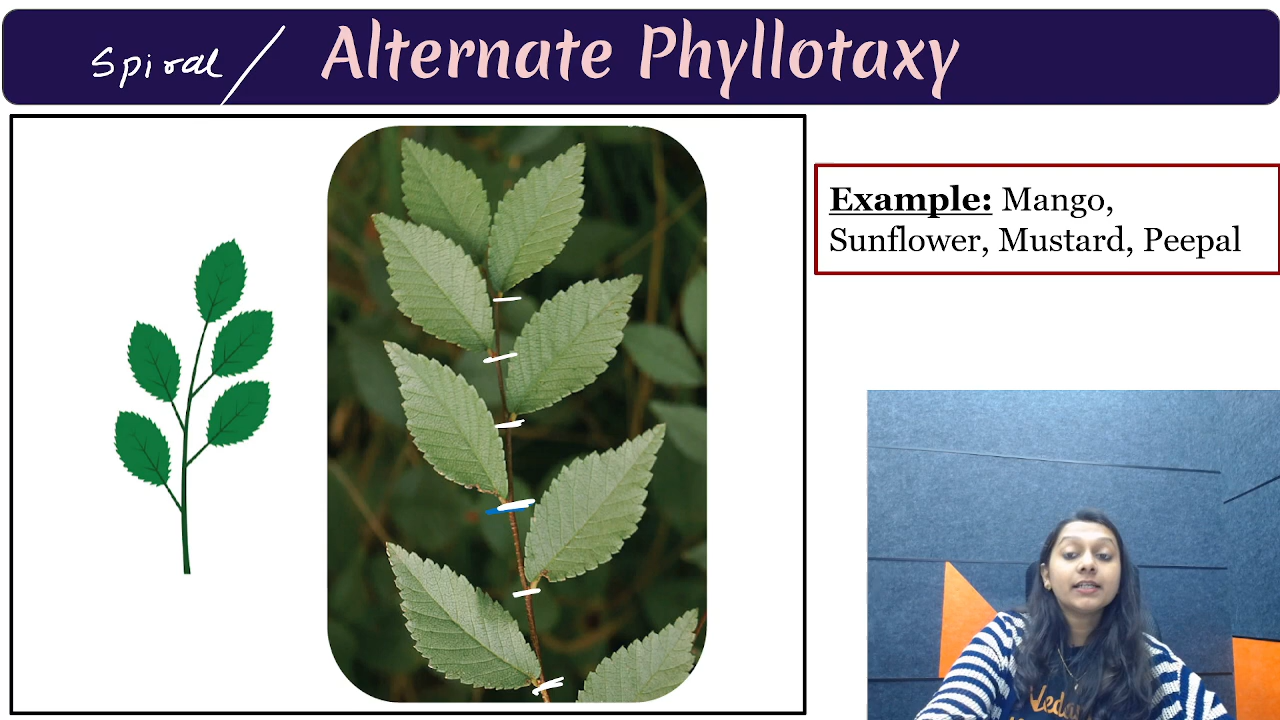 Spiral / Alternate Phyllotaxy
Example: Mango,
Sunflower, Mustard, Peepal